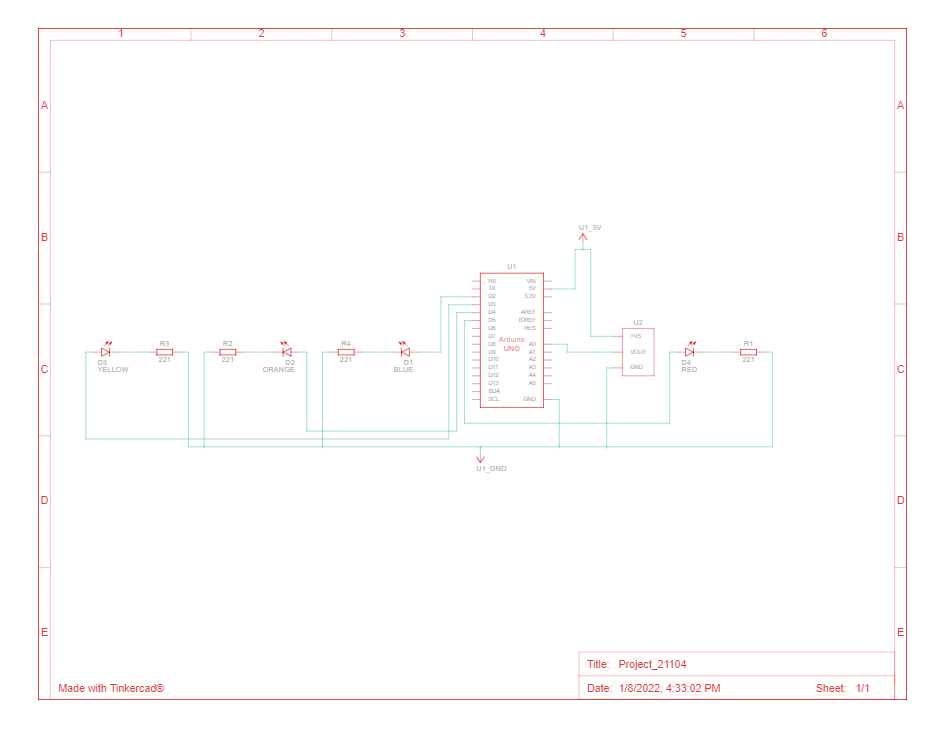 1 2 3 4 5 6
A A
U1_5V
B B
U1
RX VIN
TX 5V
D2 3.3V
D3
D4 AREF
D5 IOREF
D6 RES
D7
D8 A0
D9 A1
D10 A2
D11 A3
D12 A4
D13 A5
SDA
SCL GND
Arduino
UNO
U2
+VS
VOUT
GND
R3 R2 R4 R1
221 221 221 221
D3 D2 D1 D4
YELLOW ORANGE BLUE RED
C C
U1_GND
D D
E E
Title: Project_21104
Made with Tinkercad® Date: 1/8/2022, 4:33:02 PM Sheet: 1/1